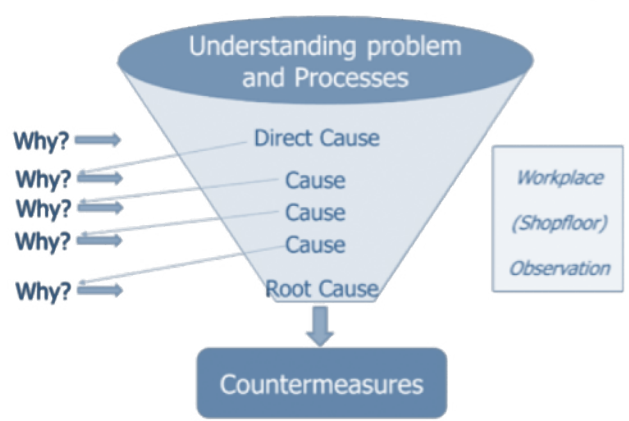 Understanding problem
and Processes
Why?
Direct Cause
Why?
Cause
Why?
Cause
Why?
Cause
Why?
Root Cause
Workplace
(Shopfloor)
Observation
Countermeasures